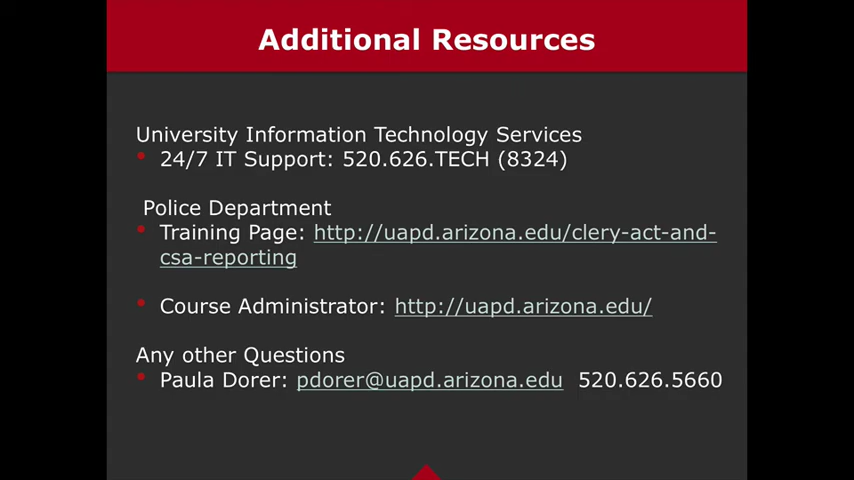 Additional Resources
University Information Technology Services
• 24/7 IT Support: 520.626.TECH (8324)
Police Department
• Training Page: http://uapd.arizona.edu/clery-act-and-
csa-reporting
• Course Administrator: http://uapd.arizona.edu/
Any other Questions
• Paula Dorer: pdorer@uapd.arizona.edu 520.626.5660